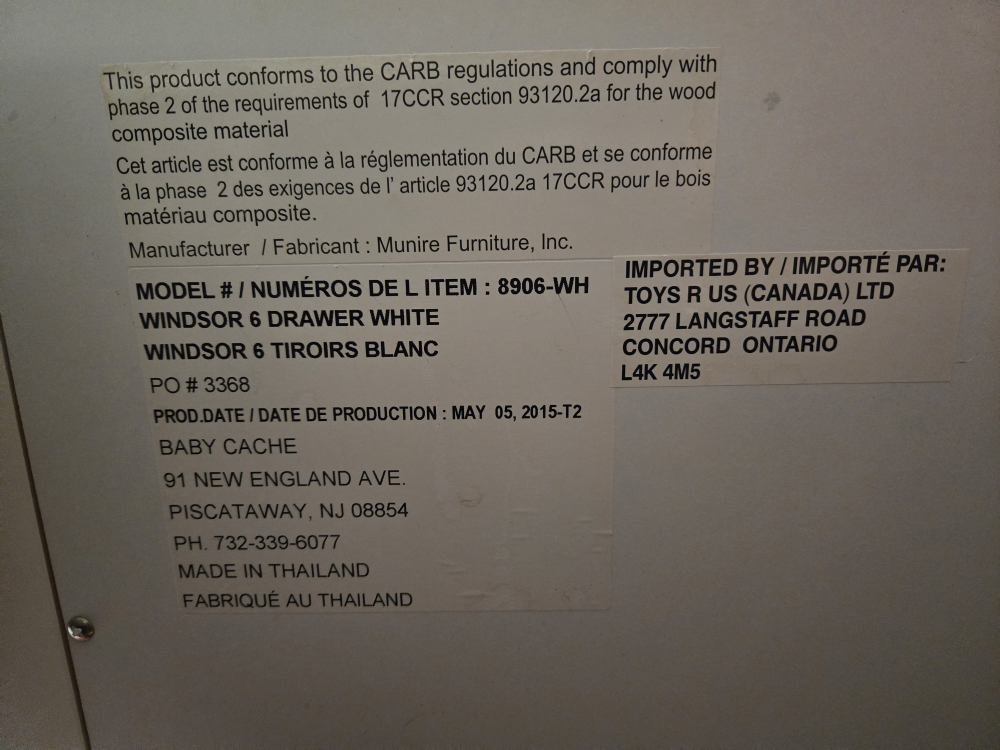 This product conforms to the CARB regulations and comply with
phase 2 of the requirements of 17CCR section 93120.2a for the wood
composite material
Cet article est conforme à la réglementation du CARB et se conforme
à la phase 2 des exigences de l' article 93120.2a 17CCR pour le bois
matériau composite.
Manufacturer / Fabricant : Munire Furniture, Inc.
MODEL # / NUMÉROS DE L ITEM : 8906-WH
WINDSOR 6 DRAWER WHITE
WINDSOR 6 TIROIRS BLANC
PO # 3368
PROD.DATE / DATE DE PRODUCTION : MAY 05, 2015-T2
BABY CACHE
91 NEW ENGLAND AVE.
PISCATAWAY, NJ 08854
PH. 732-339-6077
MADE IN THAILAND
FABRIQUÉ AU THAILAND
IMPORTED BY / IMPORTÉ PAR:
TOYS R US (CANADA) LTD
2777 LANGSTAFF ROAD
CONCORD ONTARIO
L4K 4M5